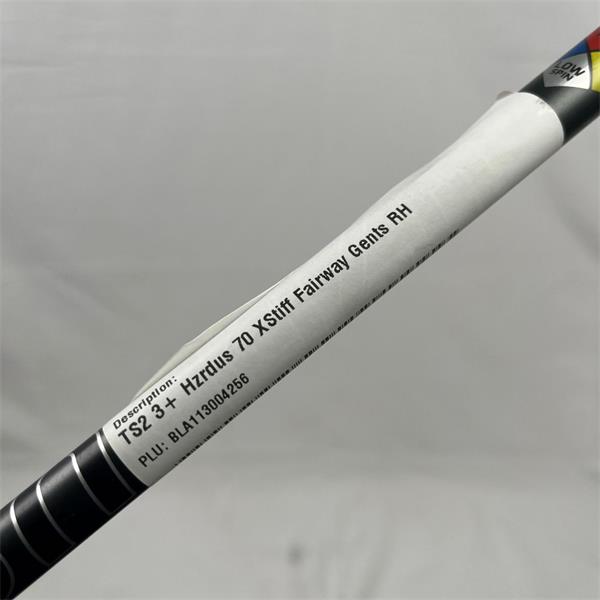 LOW
SPIN
Description:
TS2 3+ Hzrdus 70 XStiff Fairway Gents RH
PLU: BLA113004256